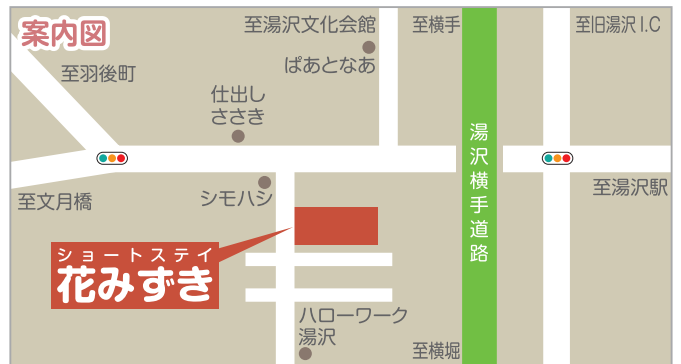 案内図
至湯沢文化会館
至横手
至旧湯沢I.C
ぱあとなあ
至羽後町
仕出し
ささき
湯沢横手道路
至文月橋
シモハシ
至湯沢駅
ショートステイ
花みずき
ハローワーク
湯沢
至横堀